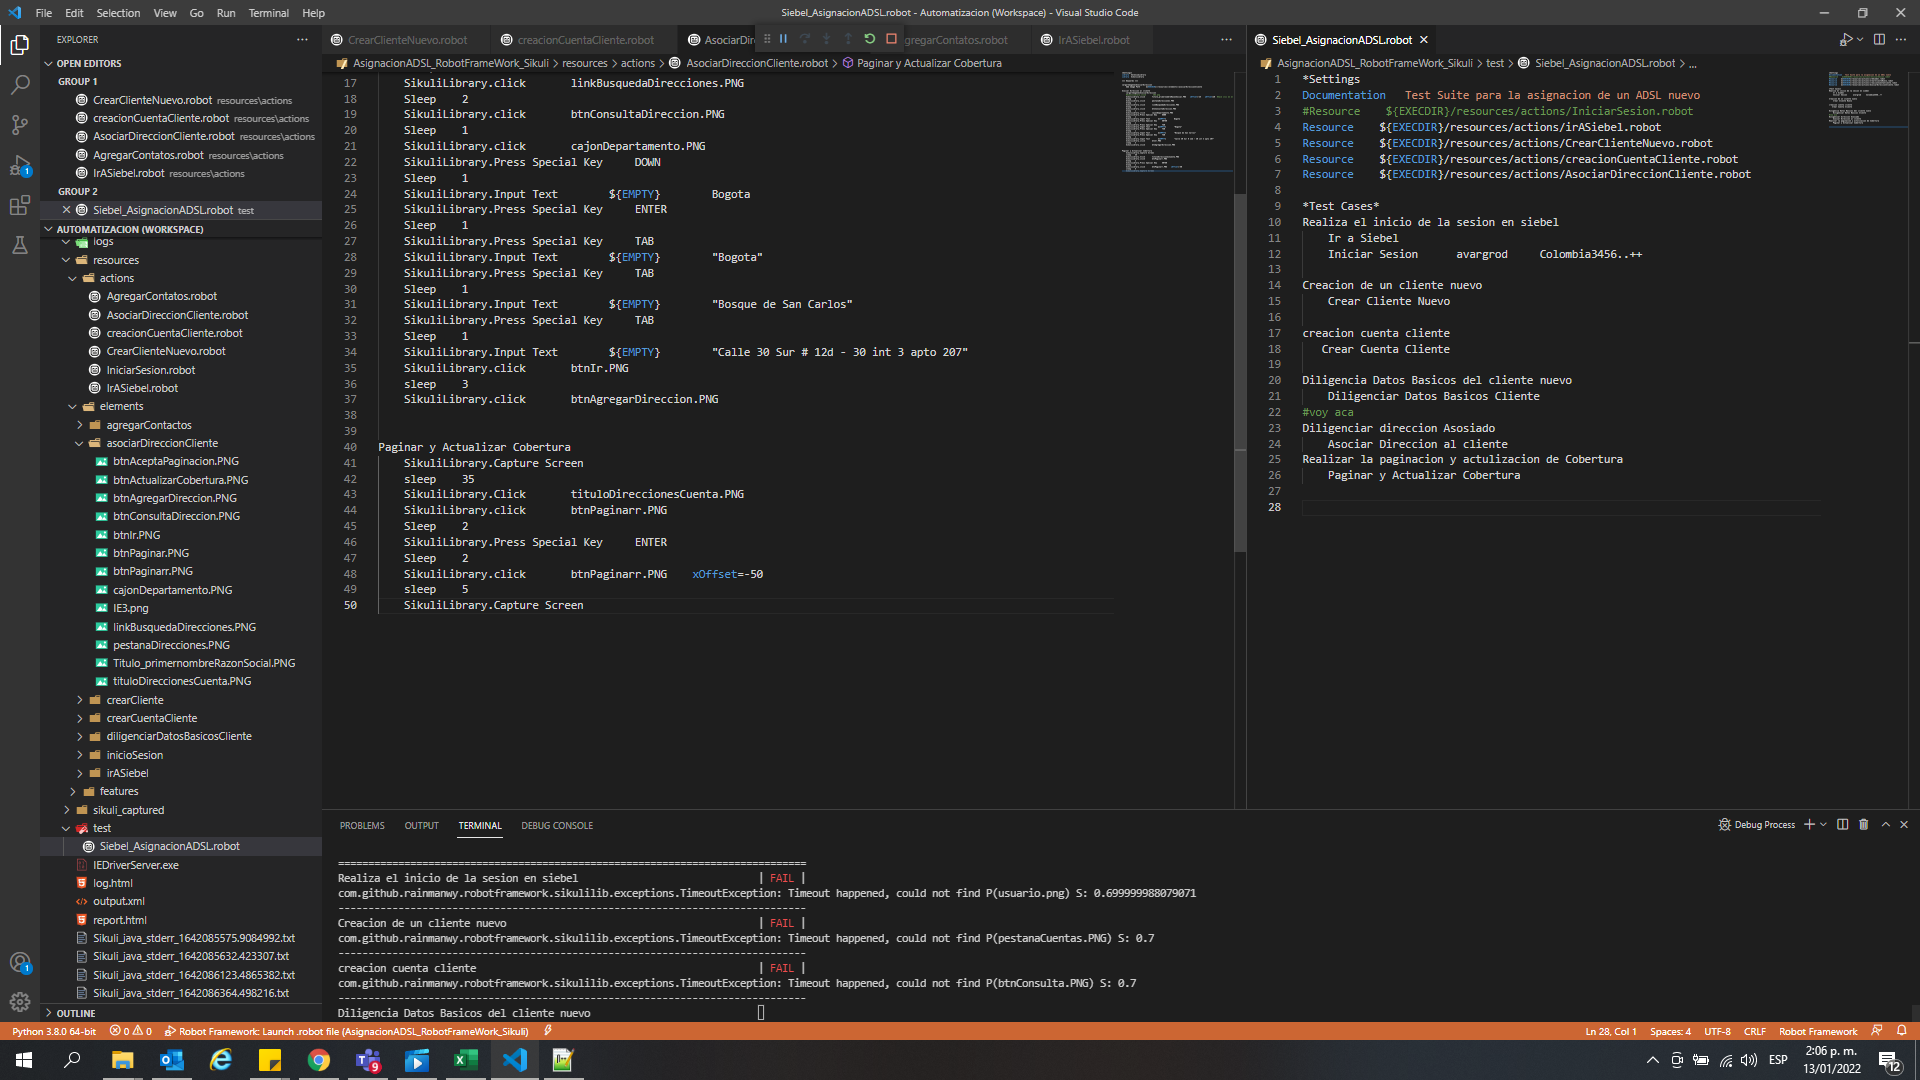 File Edit Selection View Go Run Terminal Help
Siebel_AsignacionADSL.robot - Automatizacion (Workspace) - Visual Studio Code
EXPLORER
OPEN EDITORS
GROUP 1
CrearClienteNuevo.robot resources\actions
creacionCuentaCliente.robot resources\actions
AsociarDireccionCliente.robot resources\actions
AgregarContatos.robot resources\actions
IrASiebel.robot resources\actions
GROUP 2
Siebel_AsignacionADSL.robot test
AUTOMATIZACION (WORKSPACE)
logs
resources
actions
AgregarContatos.robot
AsociarDireccionCliente.robot
creacionCuentaCliente.robot
CrearClienteNuevo.robot
IniciarSesion.robot
IrASiebel.robot
elements
agregarContactos
asociarDireccionCliente
btnAceptaPaginacion.PNG
btnActualizarCobertura.PNG
btnAgregarDireccion.PNG
btnConsultaDireccion.PNG
btnIr.PNG
btnPaginar.PNG
btnPaginarr.PNG
cajonDepartamento.PNG
IE3.png
linkBusquedaDirecciones.PNG
pestanaDirecciones.PNG
Titulo_primernombreRazonSocial.PNG
tituloDireccionesCuenta.PNG
crearCliente
crearCuentaCliente
diligenciarDatosBasicosCliente
inicioSesion
irASiebel
features
sikuli_captured
test
Siebel_AsignacionADSL.robot
IEDriverServer.exe
log.html
output.xml
report.html
Sikuli_java_stderr_1642085575.9084992.txt
Sikuli_java_stderr_1642085632.423307.txt
Sikuli_java_stderr_1642086123.4865382.txt
Sikuli_java_stderr_1642086364.498216.txt
OUTLINE
CrearClienteNuevo.robot creacionCuentaCliente.robot AsociarDir gregarContatos.robot IrASiebel.robot
AsignacionADSL_RobotFrameWork_Sikuli > resources > actions > AsociarDireccionCliente.robot > Paginar y Actualizar Cobertura
17 SikuliLibrary.click linkBusquedaDirecciones.PNG
18 Sleep 2
19 SikuliLibrary.click btnConsultaDireccion.PNG
20 Sleep 1
21 SikuliLibrary.click cajonDepartamento.PNG
22 SikuliLibrary.Press Special Key DOWN
23 Sleep 1
24 SikuliLibrary.Input Text ${EMPTY} Bogota
25 SikuliLibrary.Press Special Key ENTER
26 Sleep 1
27 SikuliLibrary.Press Special Key TAB
28 SikuliLibrary.Input Text ${EMPTY} "Bogota"
29 SikuliLibrary.Press Special Key TAB
30 Sleep 1
31 SikuliLibrary.Input Text ${EMPTY} "Bosque de San Carlos"
32 SikuliLibrary.Press Special Key TAB
33 Sleep 1
34 SikuliLibrary.Input Text ${EMPTY} "Calle 30 Sur # 12d - 30 int 3 apto 207"
35 SikuliLibrary.click btnIr.PNG
36 sleep 3
37 SikuliLibrary.click btnAgregarDireccion.PNG
38
39
40 Paginar y Actualizar Cobertura
41 SikuliLibrary.Capture Screen
42 sleep 35
43 SikuliLibrary.Click tituloDireccionesCuenta.PNG
44 SikuliLibrary.click btnPaginarr.PNG
45 Sleep 2
46 SikuliLibrary.Press Special Key ENTER
47 Sleep 2
48 SikuliLibrary.click btnPaginarr.PNG xOffset=-50
49 sleep 5
50 SikuliLibrary.Capture Screen
Siebel_AsignacionADSL.robot
AsignacionADSL_RobotFrameWork_Sikuli > test > Siebel_AsignacionADSL.robot > ...
1 *Settings
2 Documentation Test Suite para la asignacion de un ADSL nuevo
3 #Resource ${EXECDIR}/resources/actions/IniciarSesion.robot
4 Resource ${EXECDIR}/resources/actions/irASiebel.robot
5 Resource ${EXECDIR}/resources/actions/CrearClienteNuevo.robot
6 Resource ${EXECDIR}/resources/actions/creacionCuentaCliente.robot
7 Resource ${EXECDIR}/resources/actions/AsociarDireccionCliente.robot
8
9 *Test Cases*
10 Realiza el inicio de la sesion en siebel
11 Ir a Siebel
12 Iniciar Sesion avargrod Colombia3456..++
13
14 Creacion de un cliente nuevo
15 Crear Cliente Nuevo
16
17 creacion cuenta cliente
18 Crear Cuenta Cliente
19
20 Diligencia Datos Basicos del cliente nuevo
21 Diligenciar Datos Basicos Cliente
22 #voy aca
23 Diligenciar direccion Asosiado
24 Asociar Direccion al cliente
25 Realizar la paginacion y actulizacion de Cobertura
26 Paginar y Actualizar Cobertura
27
28
PROBLEMS OUTPUT TERMINAL DEBUG CONSOLE
Debug Process
==============================================================================
Realiza el inicio de la sesion en siebel | FAIL |
com.github.rainmanwy.robotframework.sikulilib.exceptions.TimeoutException: Timeout happened, could not find P(usuario.png) S: 0.699999988079071
------------------------------------------------------------------------------
Creacion de un cliente nuevo | FAIL |
com.github.rainmanwy.robotframework.sikulilib.exceptions.TimeoutException: Timeout happened, could not find P(pestanaCuentas.PNG) S: 0.7
------------------------------------------------------------------------------
creacion cuenta cliente | FAIL |
com.github.rainmanwy.robotframework.sikulilib.exceptions.TimeoutException: Timeout happened, could not find P(btnConsulta.PNG) S: 0.7
------------------------------------------------------------------------------
Diligencia Datos Basicos del cliente nuevo
Python 3.8.0 64-bit 0 0 Robot Framework: Launch .robot file (AsignacionADSL_RobotFrameWork_Sikuli)
Ln 28, Col 1 Spaces: 4 UTF-8 CRLF Robot Framework
ESP
2:06 p. m.
13/01/2022
12